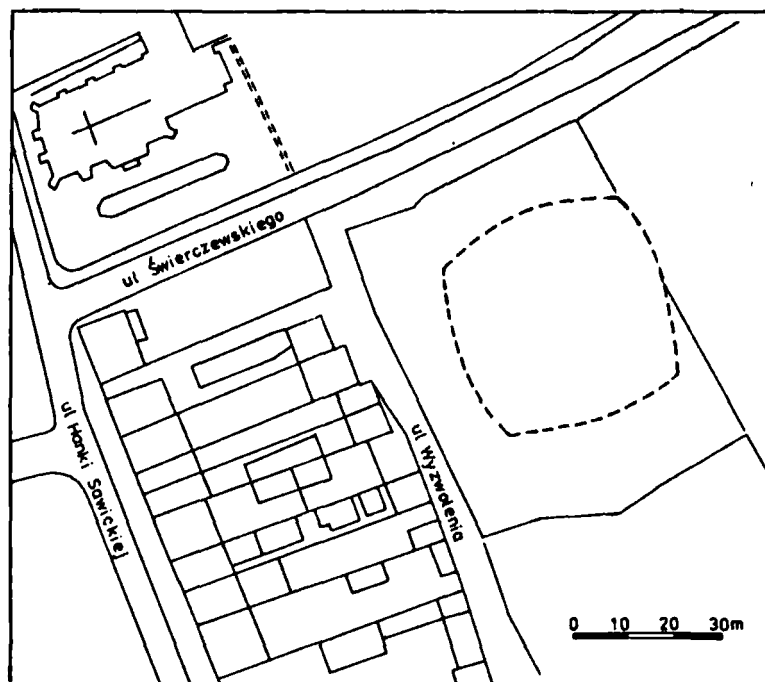 ul Świerczewskiego
ul Hanki Sawickiej
ul Wyzwolenia
0 10 20 30m